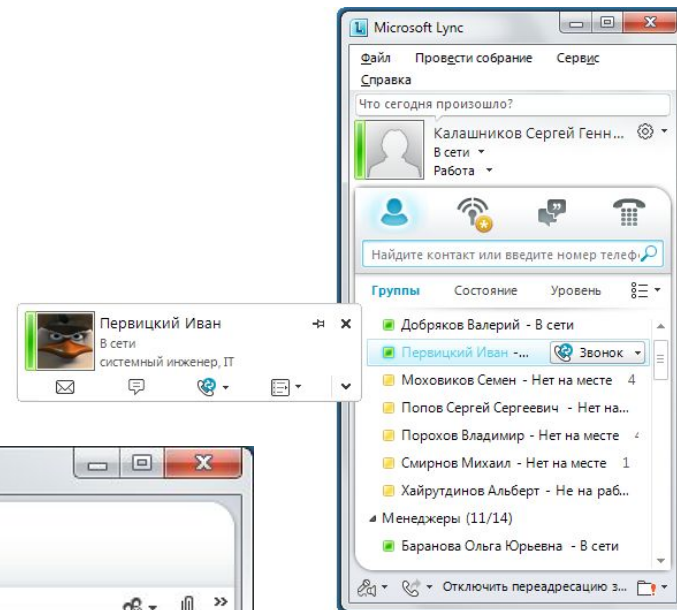 Microsoft Lync
Файл Провести собрание Сервис
Справка
Что сегодня произошло?
Калашников Сергей Генн...
В сети
Работа
Найдите контакт или введите номер телеф
Группы Состояние Уровень
Добряков Валерий - В сети
Первицкий Иван -... Звонок
Моховиков Семен - Нет на месте 4
Попов Сергей Сергеевич - Нет на...
Порохов Владимир - Нет на месте 4
Смирнов Михаил - Нет на месте 1
Хайрутдинов Альберт - Не на раб...
Менеджеры (11/14)
Баранова Ольга Юрьевна - В сети
Отключить переадресацию з...
Первицкий Иван
В сети
системный инженер, IT